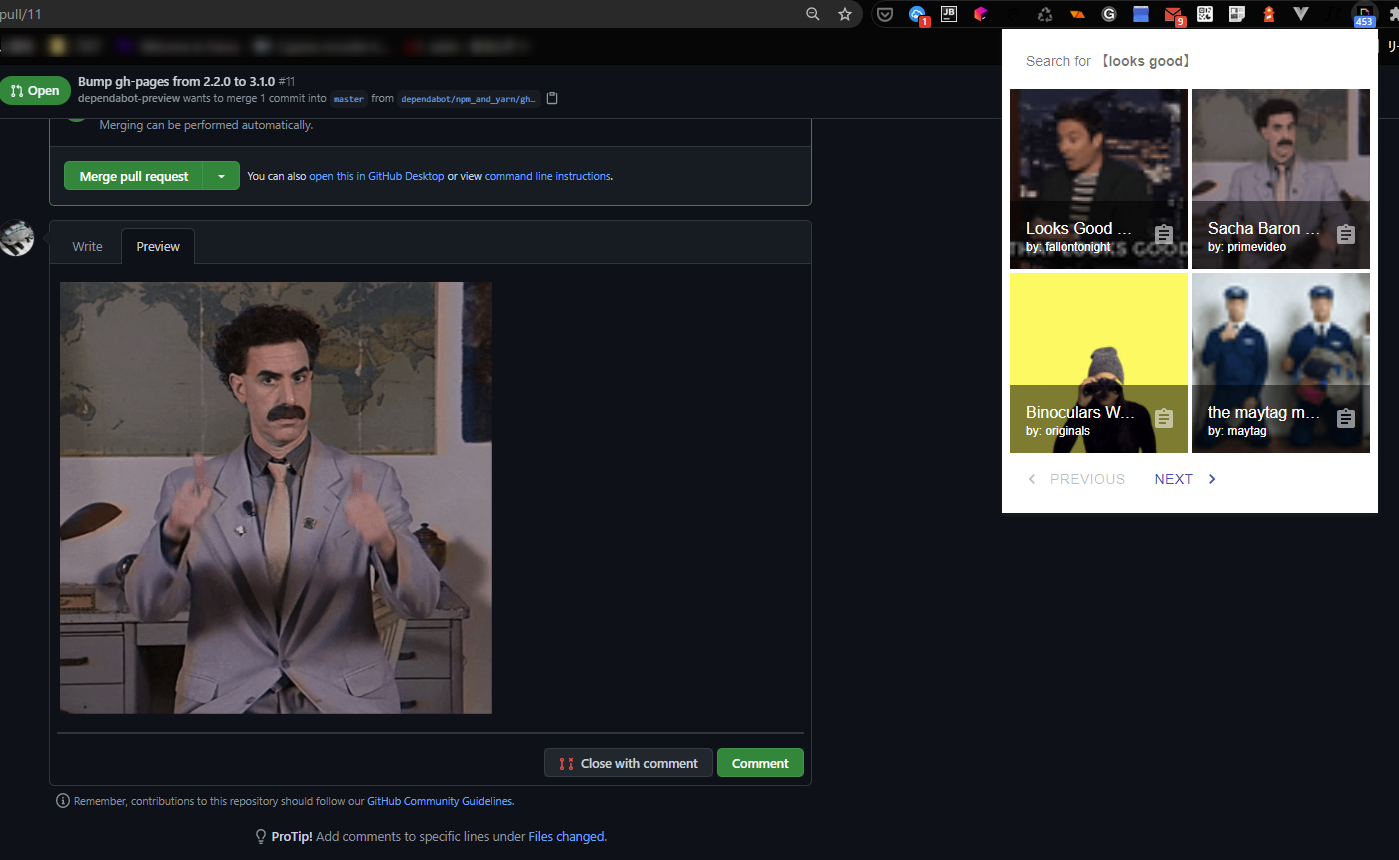 pull/11
1
JB
G
9
453
リ
Open
Bump gh-pages from 2.2.0 to 3.1.0 #11
dependabot-preview wants to merge 1 commit into master from dependabot/npm_and_yarn/gh…
Merging can be performed automatically.
Merge pull request
You can also open this in GitHub Desktop or view command line instructions.
Write
Preview
Close with comment
Comment
Remember, contributions to this repository should follow our GitHub Community Guidelines.
ProTip! Add comments to specific lines under Files changed.
Search for 【looks good】
Looks Good ...
by: fallontonight
THAT LOOKS GOOD
Sacha Baron ...
by: primevideo
Binoculars W...
by: originals
the maytag m...
by: maytag
PREVIOUS
NEXT